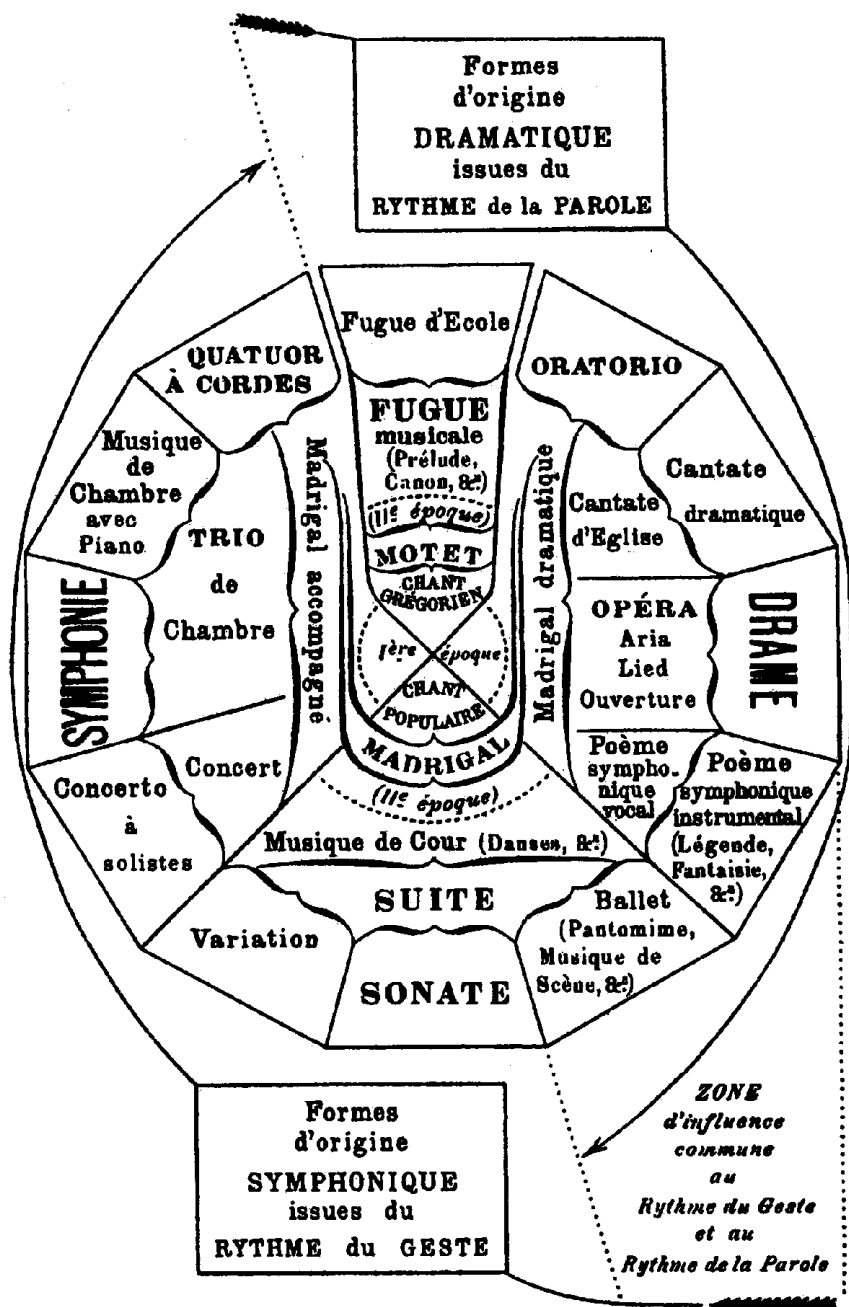 Formes
d'origine
DRAMATIQUE
issues du
RYTHME de la PAROLE
Fugue d'Ecole
QUATUOR
À CORDES
ORATORIO
FUGUE
musicale
(Prélude,
Canon, &a.)
(IIe époque)
MOTET
CHANT
GRÉGORIEN
Ière époque
CHANT
POPULAIRE
MADRIGAL
(IIe époque)
Musique
de
Chambre
avec
Piano
TRIO
de
Chambre
Madrigal accompagné
Madrigal dramatique
Cantate
d'Eglise
Cantate
dramatique
SYMPHONIE
OPÉRA
Aria
Lied
Ouverture
DRAME
Concert
Concerto
à
solistes
Poème
sympho-
nique
vocal
Poème
symphonique
instrumental
(Légende,
Fantaisie,
&a.)
Musique de Cour (Danses, &a.)
SUITE
Variation
SONATE
Ballet
(Pantomime,
Musique de
Scène, &a.)
Formes
d'origine
SYMPHONIQUE
issues du
RYTHME du GESTE
ZONE
d'influence
commune
au
Rythme du Geste
et au
Rythme de la Parole